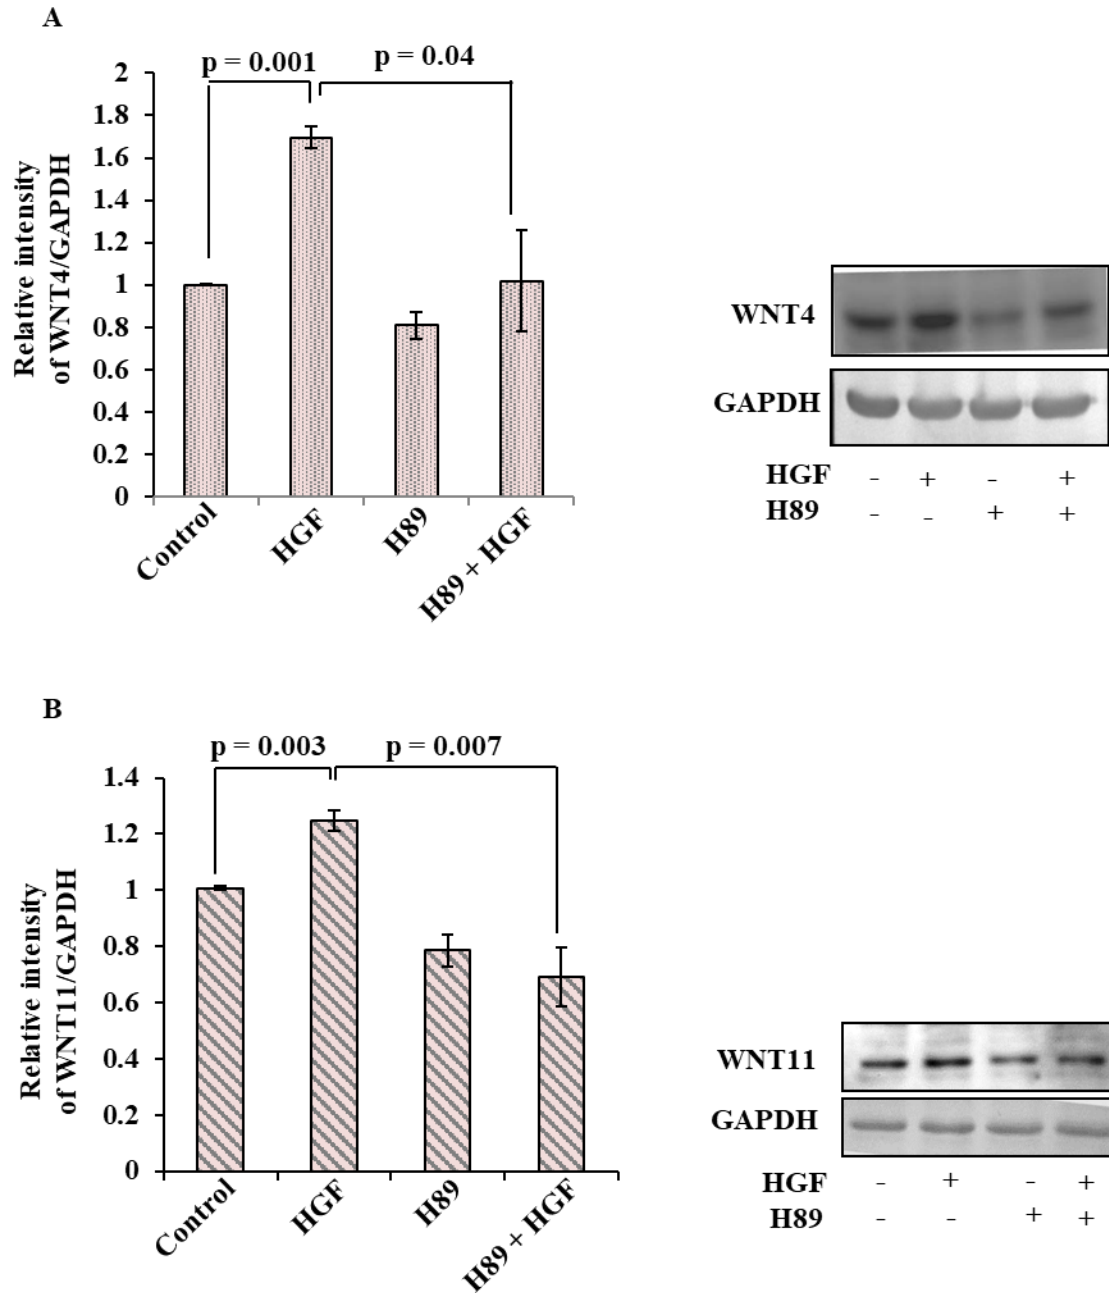 A
p = 0.001
p = 0.04
2
1.8
1.6
1.4
1.2
1
0.8
0.6
0.4
0.2
0
Relative intensity
of WNT4/GAPDH
Control
HGF
H89
H89 + HGF
WNT4
GAPDH
HGF - + - +
H89 - - + +
B
p = 0.003
p = 0.007
1.4
1.2
1
0.8
0.6
0.4
0.2
0
Relative intensity
of WNT11/GAPDH
Control
HGF
H89
H89 + HGF
WNT11
GAPDH
HGF - + - +
H89 - - + +